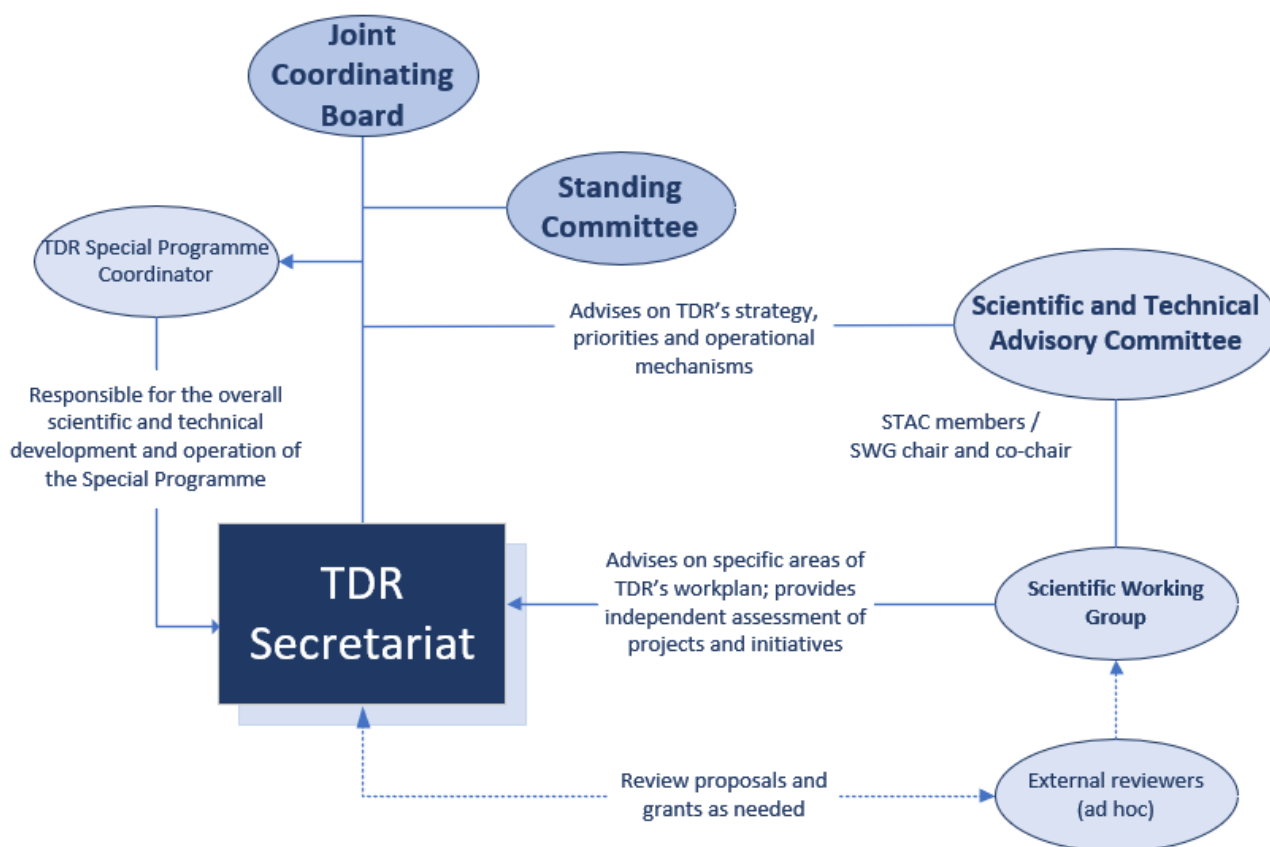 Joint
Coordinating
Board
Standing
Committee
TDR Special Programme
Coordinator
Scientific and Technical
Advisory Committee
Advises on TDR's strategy,
priorities and operational
mechanisms
Responsible for the overall
scientific and technical
development and operation of
the Special Programme
STAC members /
SWG chair and co-chair
TDR
Secretariat
Advises on specific areas of
TDR's workplan; provides
independent assessment of
projects and initiatives
Scientific Working
Group
Review proposals and
grants as needed
External reviewers
(ad hoc)